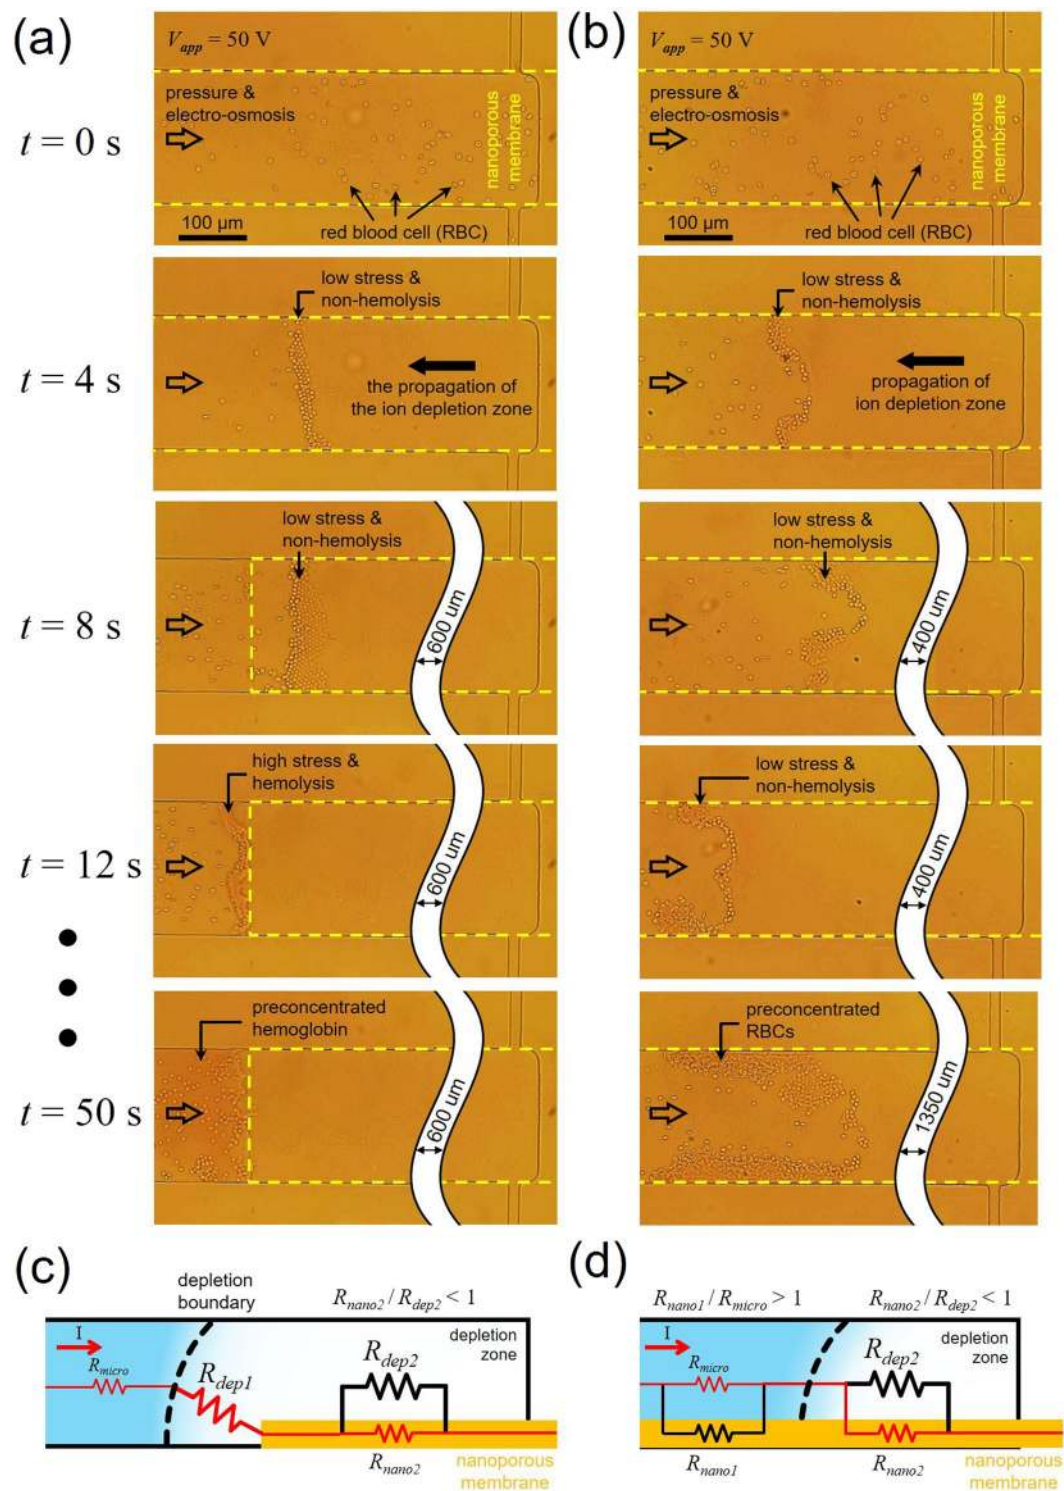 (a)
V_app = 50 V
pressure &
electro-osmosis
nanoporous
membrane
t = 0 s
100 μm
red blood cell (RBC)
(b)
V_app = 50 V
pressure &
electro-osmosis
nanoporous
membrane
100 μm
red blood cell (RBC)
t = 4 s
low stress &
non-hemolysis
the propagation of
the ion depletion zone
low stress &
non-hemolysis
propagation of
ion depletion zone
t = 8 s
low stress &
non-hemolysis
600 um
low stress &
non-hemolysis
400 um
t = 12 s
high stress &
hemolysis
600 um
low stress &
non-hemolysis
400 um
t = 50 s
preconcentrated
hemoglobin
600 um
preconcentrated
RBCs
1350 um
(c)
depletion
boundary
R_nano2 / R_dep2 < 1
I
R_micro
R_dep1
R_dep2
depletion
zone
R_nano2
nanoporous
membrane
(d)
R_nano1 / R_micro > 1
R_nano2 / R_dep2 < 1
I
R_micro
R_dep2
depletion
zone
R_nano1
R_nano2
nanoporous
membrane